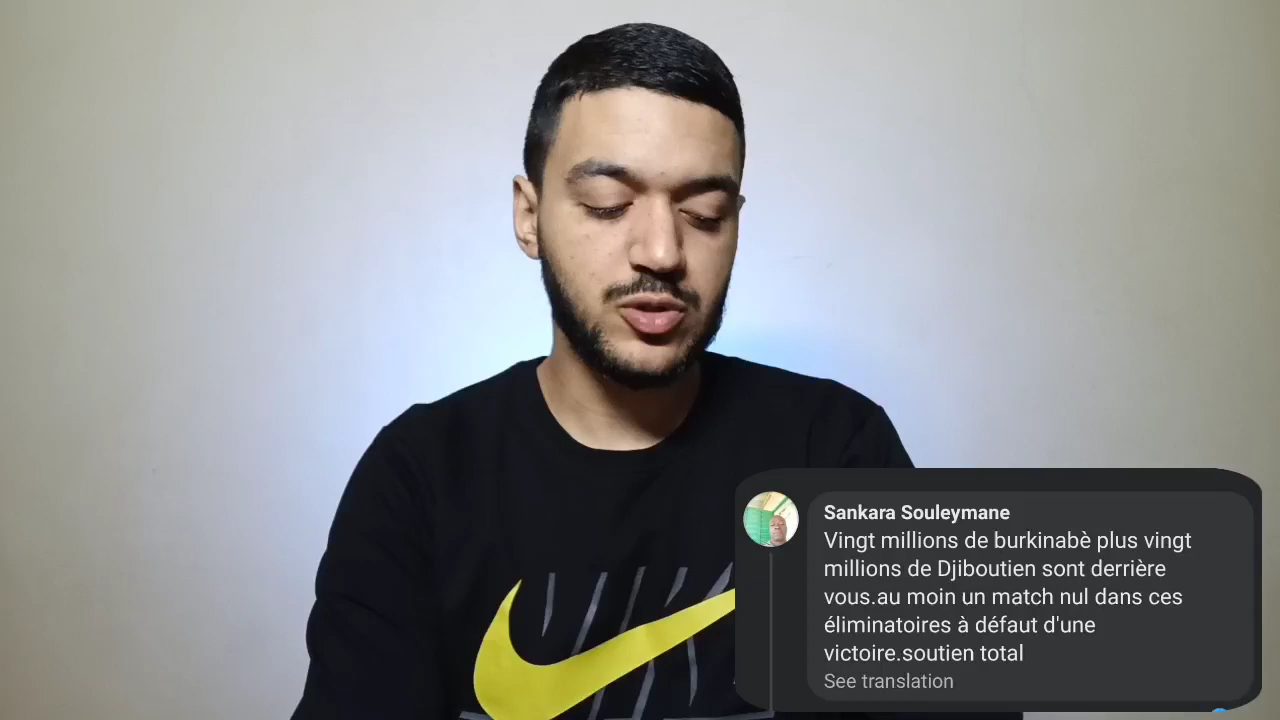 Sankara Souleymane
Vingt millions de burkinabè plus vingt
millions de Djiboutien sont derrière
vous.au moin un match nul dans ces
éliminatoires à défaut d'une
victoire.soutien total
See translation